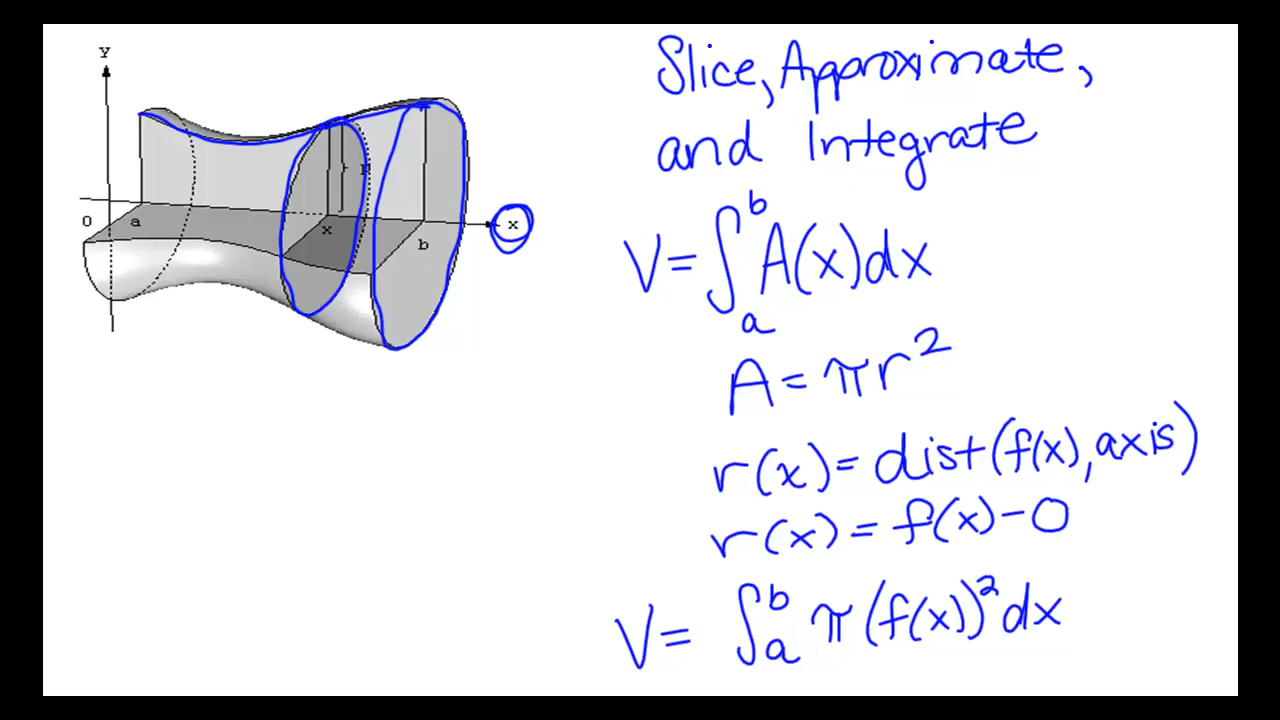 Y
0
a
x
b
x
Slice, Approximate,
and Integrate
V = ∫_a^b A(x)dx
A = πr²
r(x) = dist(f(x), axis)
r(x) = f(x) - 0
V = ∫_a^b π(f(x))² dx